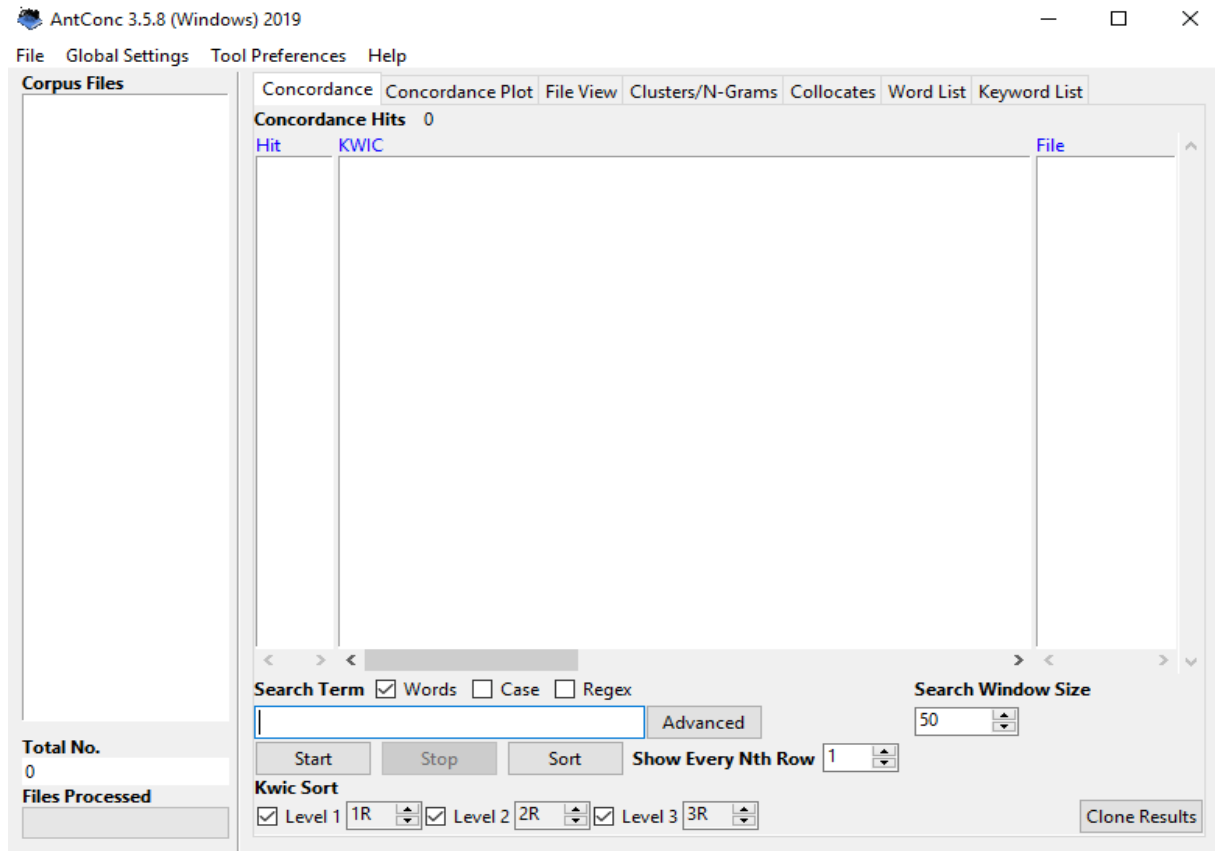 AntConc 3.5.8 (Windows) 2019
File Global Settings Tool Preferences Help
Corpus Files
Concordance Concordance Plot File View Clusters/N-Grams Collocates Word List Keyword List
Concordance Hits 0
Hit KWIC File
Search Term Words Case Regex Search Window Size
Advanced 50
Total No.
0
Start Stop Sort Show Every Nth Row 1
Files Processed
Kwic Sort
Level 1 1R Level 2 2R Level 3 3R Clone Results